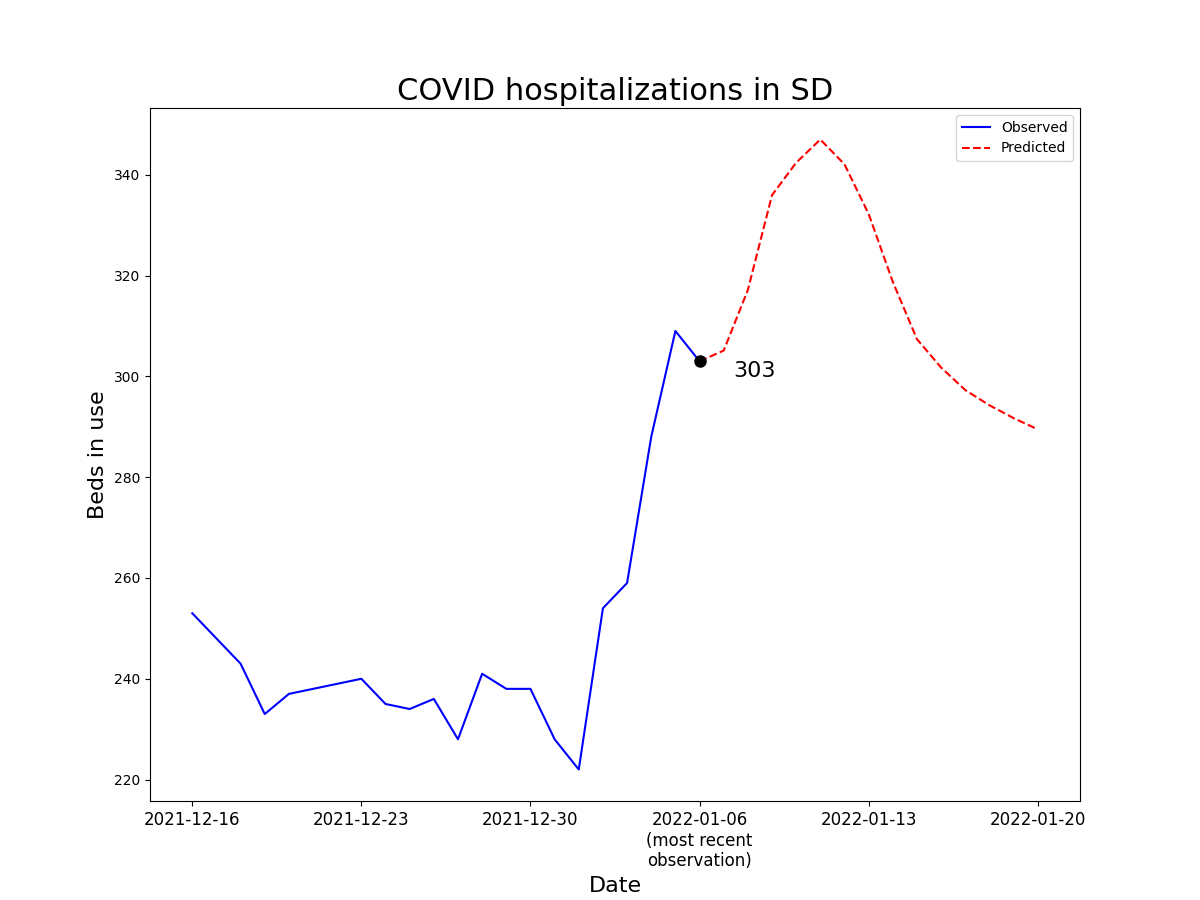 COVID hospitalizations in SD
Observed
Predicted
340
320
300
280
260
240
220
Beds in use
303
2021-12-16
2021-12-23
2021-12-30
2022-01-06
(most recent
observation)
2022-01-13
2022-01-20
Date